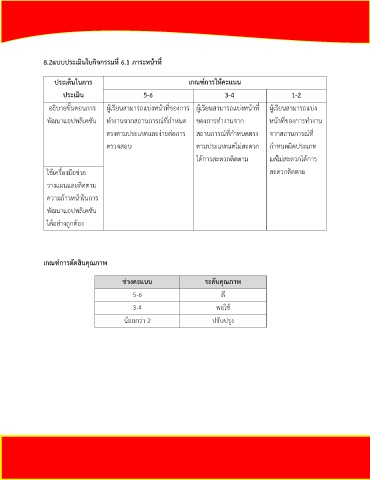 8.2แบบประเมินใบกิจกรรมที่ 6.1 ภาระหน้าที่
ประเด็นในการ
ประเมิน
เกณฑ์การให้คะแนน
5-6
3-4
1-2
อธิบายขั้นตอนการ
พัฒนาแอปพลิเคชัน
ผู้เรียนสามารถแบ่งหน้าที่ของการ
ทำงานจากสถานการณ์ที่กำหนด
ตรงตามประเภทและง่ายต่อการ
ตรวจสอบ
ผู้เรียนสามารถแบ่งหน้าที่
ของการทำงานจาก
สถานการณ์ที่กำหนดตรง
ตามประเภทแต่ไม่สะดวก
ได้การสะดวกติดตาม
ผู้เรียนสามารถแบ่ง
หน้าที่ของการทำงาน
จากสถานการณ์ที่
กำหนดผิดประเภท
แต่ไม่สะดวกได้การ
สะดวกติดตาม
ใช้เครื่องมือช่วย
วางแผนและติดตาม
ความก้าวหน้าในการ
พัฒนาแอปพลิเคชัน
ได้อย่างถูกต้อง
เกณฑ์การตัดสินคุณภาพ
ช่วงคะแนน
ระดับคุณภาพ
5-6
ดี
3-4
พอใช้
น้อยกว่า 2
ปรับปรุง